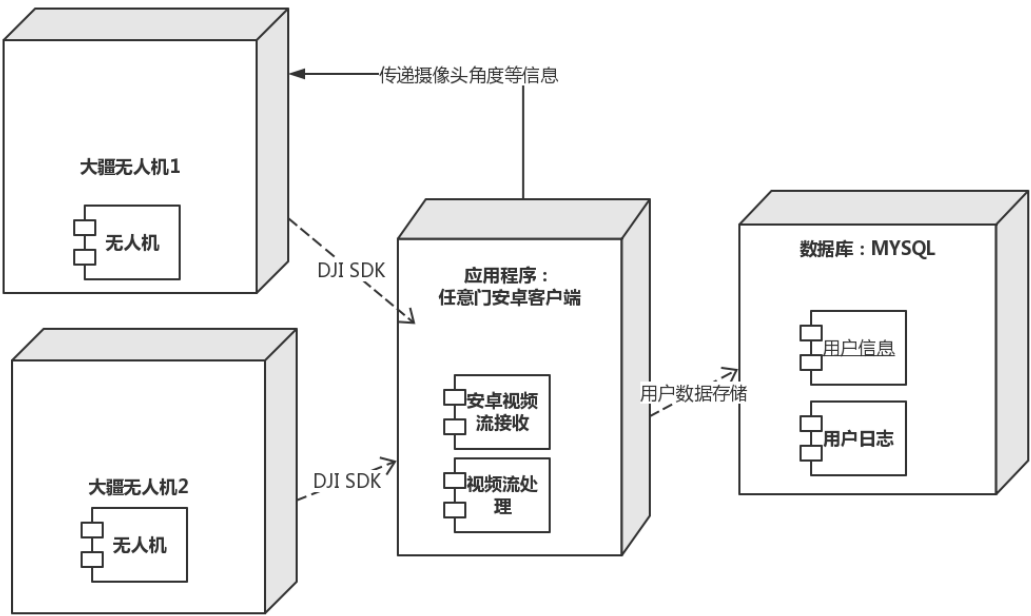 传递摄像头角度等信息
大疆无人机1
无人机
DJI SDK
应用程序：
任意门安卓客户端
安卓视频
流接收
视频流处
理
数据库：MYSQL
用户信息
用户日志
用户数据存储
大疆无人机2
无人机
DJI SDK